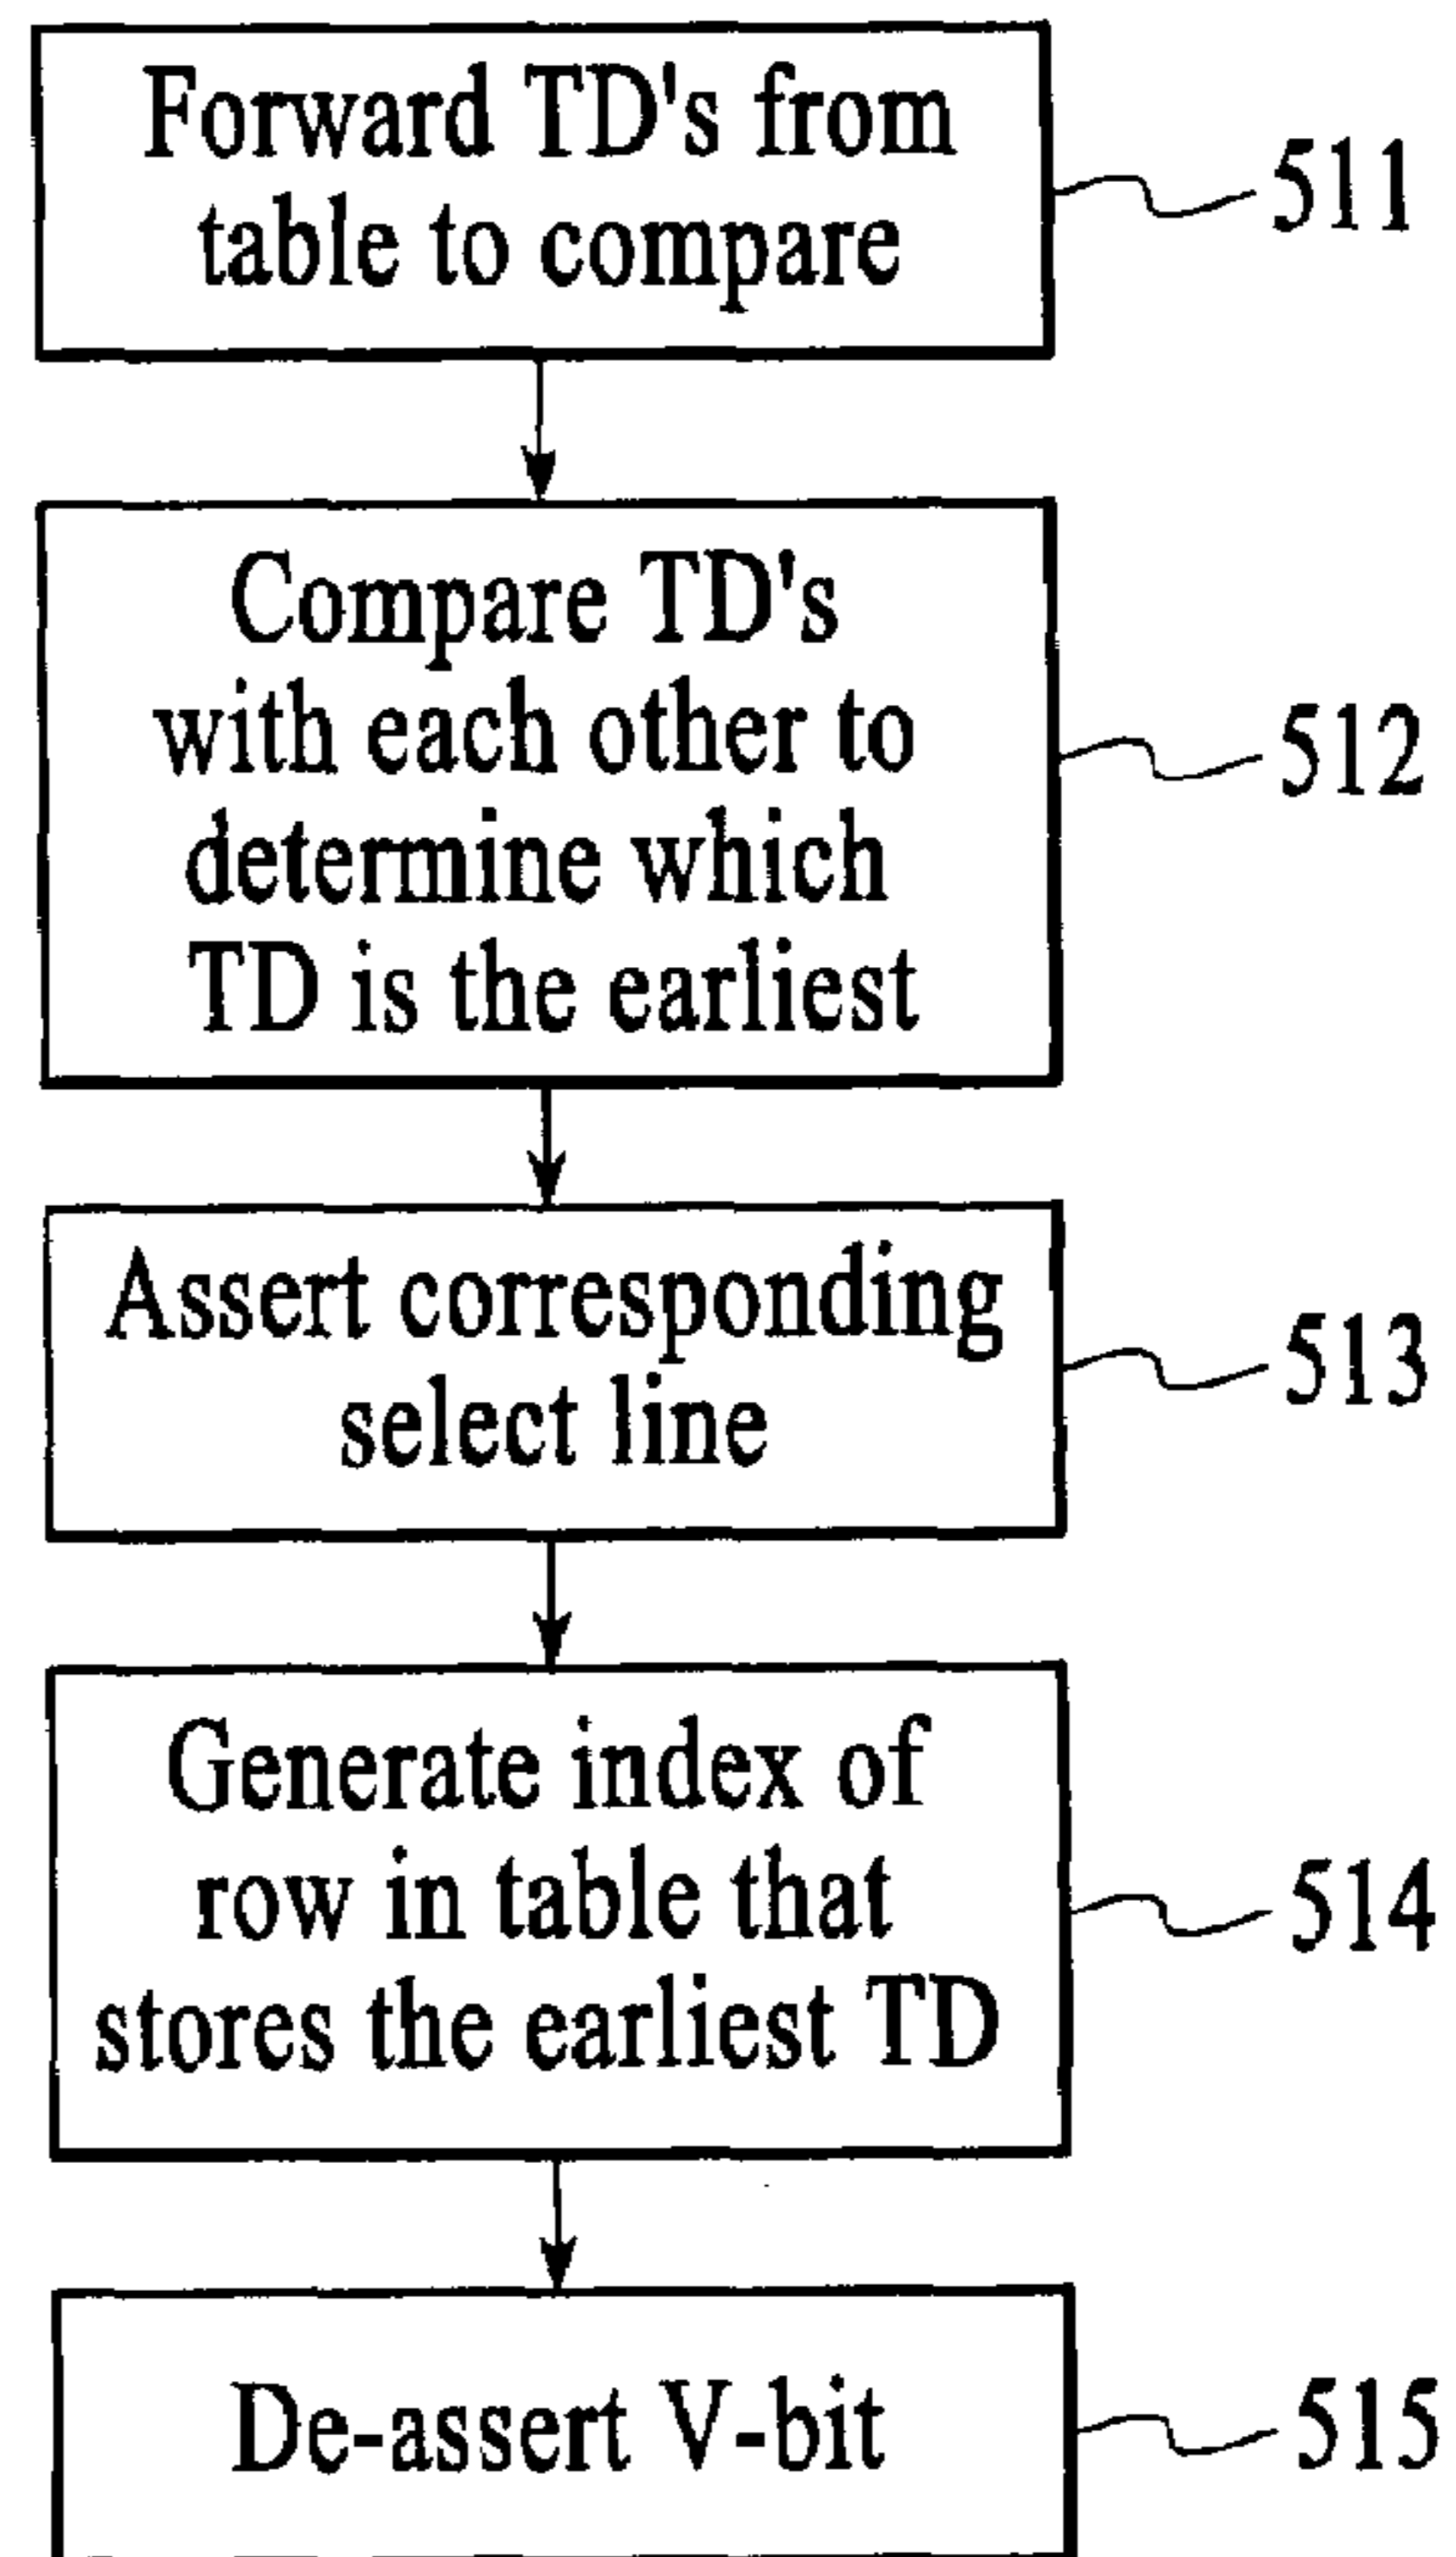 Forward TD's from
table to compare
511
Compare TD's
with each other to
determine which
TD is the earliest
512
Assert corresponding
select line
513
Generate index of
row in table that
stores the earliest TD
514
De-assert V-bit
515